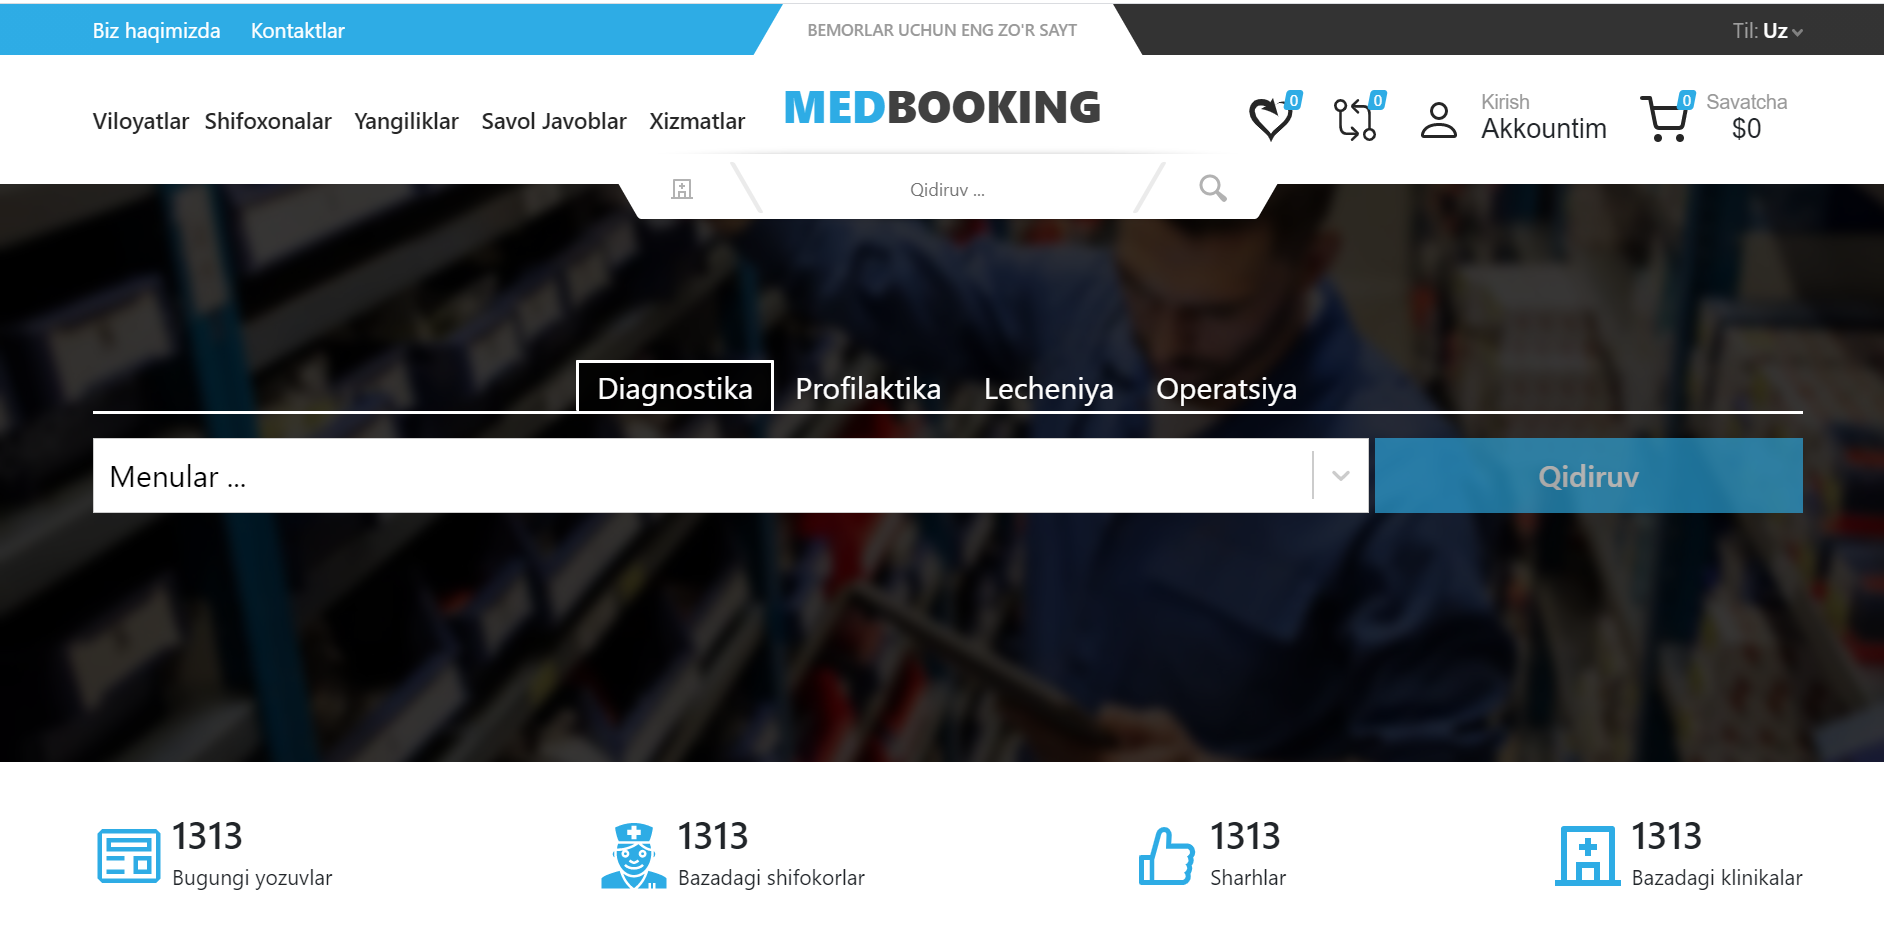 Biz haqimizda Kontaktlar
BEMORLAR UCHUN ENG ZO'R SAYT
Til: Uz
Viloyatlar Shifoxonalar Yangiliklar Savol Javoblar Xizmatlar
MEDBOOKING
0
0
Kirish
Akkountim
0
Savatcha
$0
Qidiruv ...
Diagnostika Profilaktika Lecheniya Operatsiya
Menular ...
Qidiruv
1313
Bugungi yozuvlar
1313
Bazadagi shifokorlar
1313
Sharhlar
1313
Bazadagi klinikalar